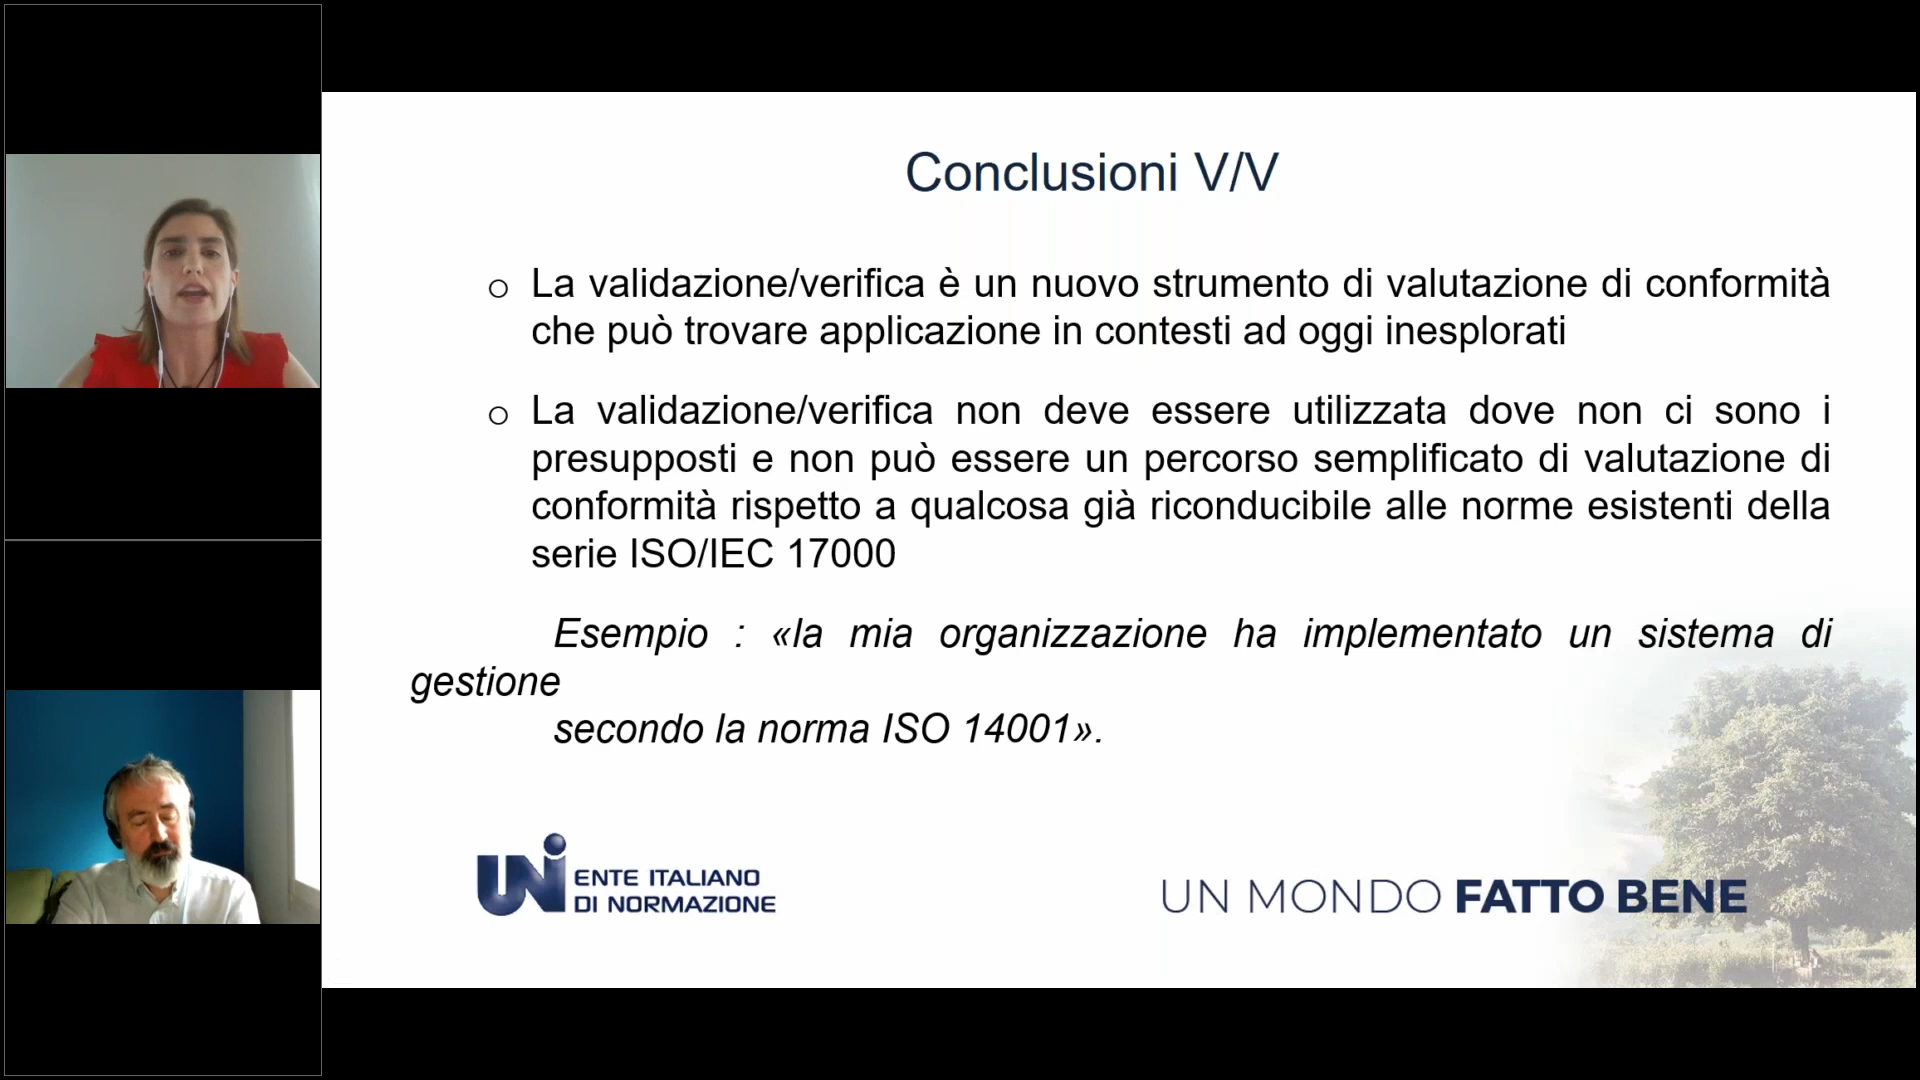 Conclusioni V/V
o La validazione/verifica è un nuovo strumento di valutazione di conformità
che può trovare applicazione in contesti ad oggi inesplorati
o La validazione/verifica non deve essere utilizzata dove non ci sono i
presupposti e non può essere un percorso semplificato di valutazione di
conformità rispetto a qualcosa già riconducibile alle norme esistenti della
serie ISO/IEC 17000
Esempio : «la mia organizzazione ha implementato un sistema di
gestione
secondo la norma ISO 14001».
UNI ENTE ITALIANO
DI NORMAZIONE
UN MONDO FATTO BENE